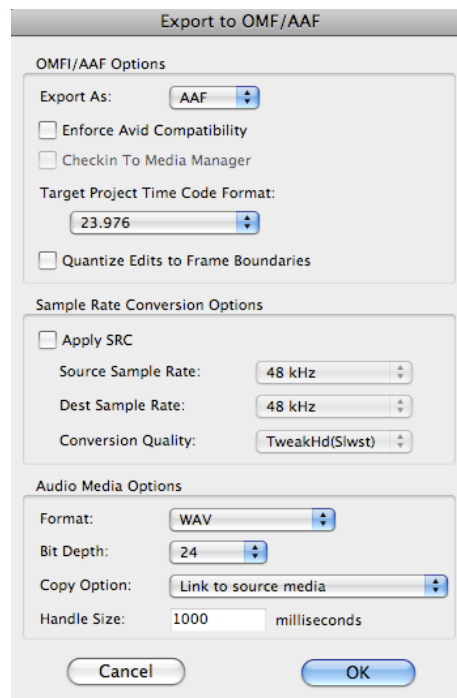 Export to OMF/AAF
OMFI/AAF Options
Export As: AAF
Enforce Avid Compatibility
Checkin To Media Manager
Target Project Time Code Format:
23.976
Quantize Edits to Frame Boundaries
Sample Rate Conversion Options
Apply SRC
Source Sample Rate: 48 kHz
Dest Sample Rate: 48 kHz
Conversion Quality: TweakHd(Slwst)
Audio Media Options
Format: WAV
Bit Depth: 24
Copy Option: Link to source media
Handle Size: 1000 milliseconds
Cancel OK